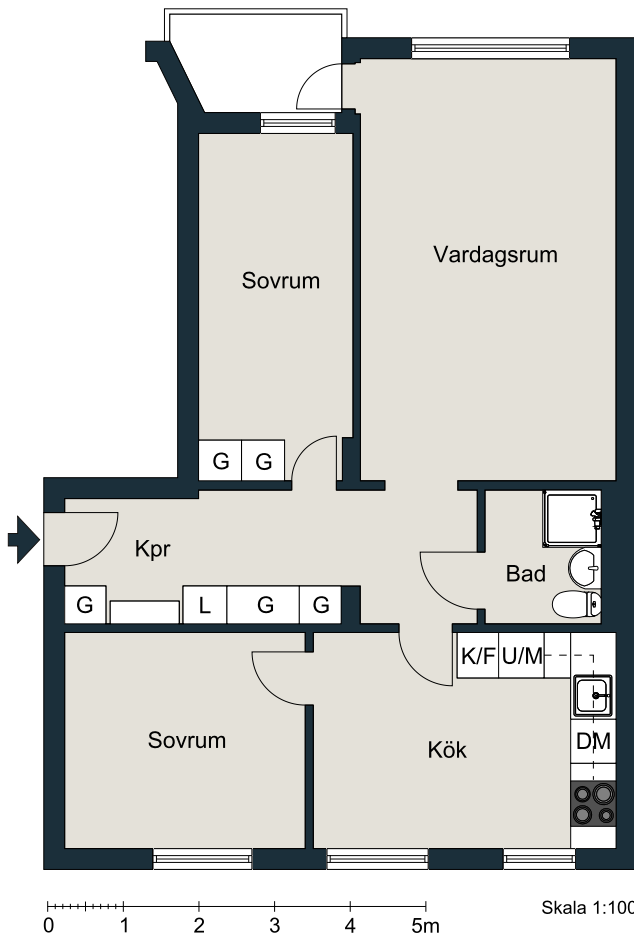 Vardagsrum
Sovrum
G G
Kpr
Bad
G L G G
K/F U/M
Sovrum
Kök
DM
0 1 2 3 4 5m
Skala 1:100